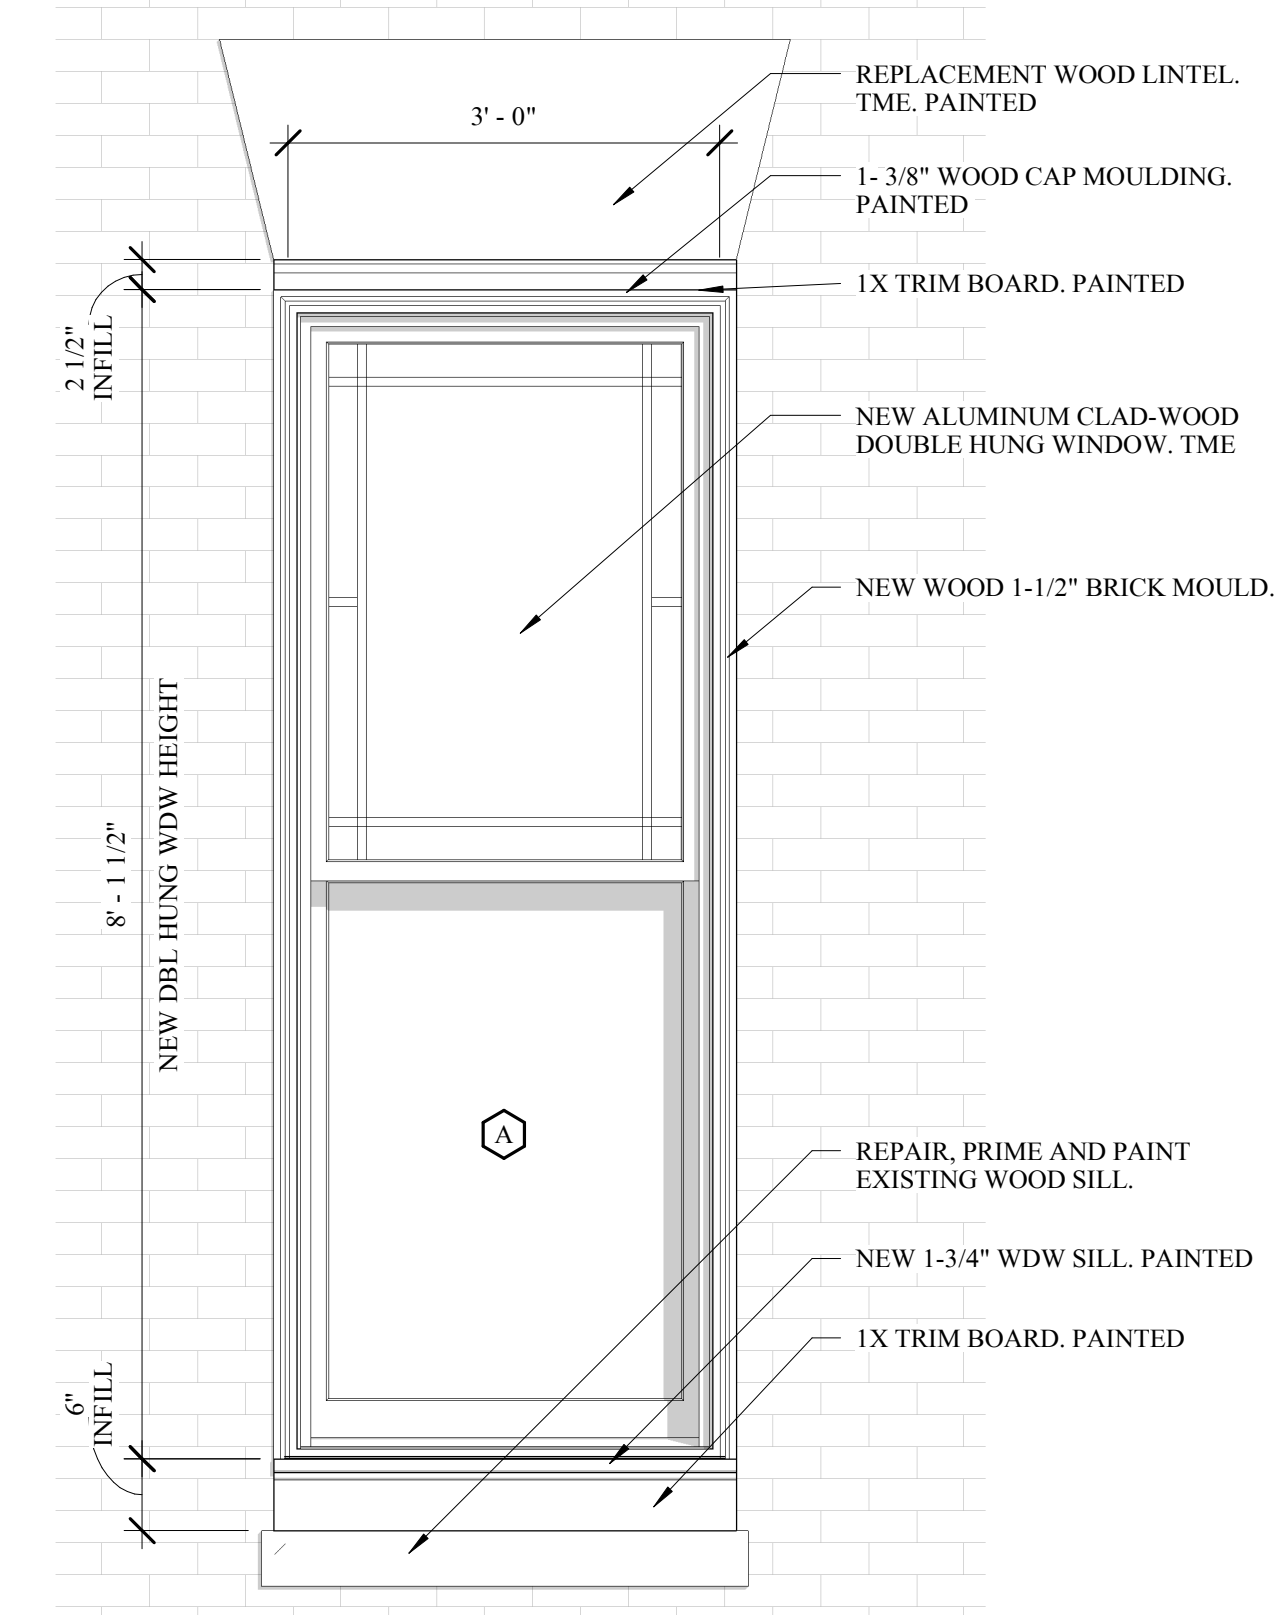 REPLACEMENT WOOD LINTEL.
TME. PAINTED
3' - 0"
1- 3/8" WOOD CAP MOULDING.
PAINTED
1X TRIM BOARD. PAINTED
2 1/2"
INFILL
NEW ALUMINUM CLAD-WOOD
DOUBLE HUNG WINDOW. TME
NEW WOOD 1-1/2" BRICK MOULD.
8' - 1 1/2"
NEW DBL HUNG WDW HEIGHT
A
REPAIR, PRIME AND PAINT
EXISTING WOOD SILL.
NEW 1-3/4" WDW SILL. PAINTED
1X TRIM BOARD. PAINTED
6"
INFILL